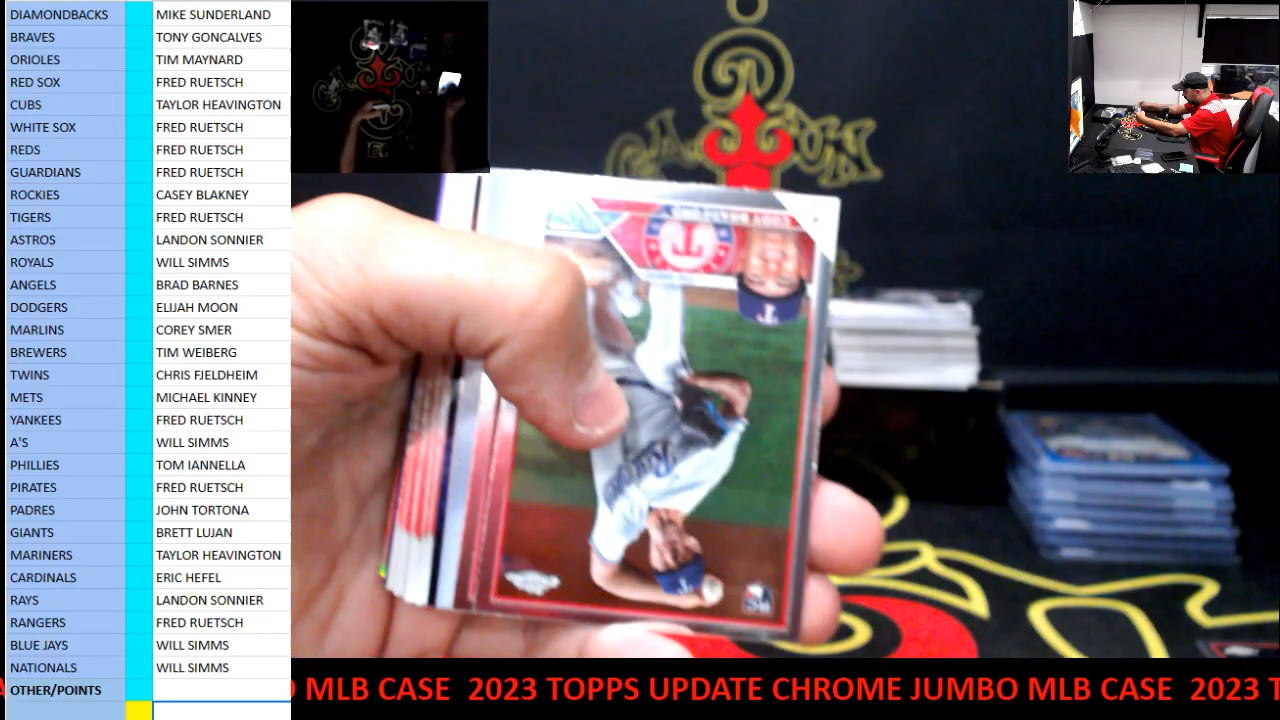 DIAMONDBACKS MIKE SUNDERLAND
BRAVES TONY GONCALVES
ORIOLES TIM MAYNARD
RED SOX FRED RUETSCH
CUBS TAYLOR HEAVINGTON
WHITE SOX FRED RUETSCH
REDS FRED RUETSCH
GUARDIANS FRED RUETSCH
ROCKIES CASEY BLAKNEY
TIGERS FRED RUETSCH
ASTROS LANDON SONNIER
ROYALS WILL SIMMS
ANGELS BRAD BARNES
DODGERS ELIJAH MOON
MARLINS COREY SMER
BREWERS TIM WEIBERG
TWINS CHRIS FJELDHEIM
METS MICHAEL KINNEY
YANKEES FRED RUETSCH
A'S WILL SIMMS
PHILLIES TOM IANNELLA
PIRATES FRED RUETSCH
PADRES JOHN TORTONA
GIANTS BRETT LUJAN
MARINERS TAYLOR HEAVINGTON
CARDINALS ERIC HEFEL
RAYS LANDON SONNIER
RANGERS FRED RUETSCH
BLUE JAYS WILL SIMMS
NATIONALS WILL SIMMS
OTHER/POINTS
MLB CASE 2023 TOPPS UPDATE CHROME JUMBO MLB CASE 2023 T